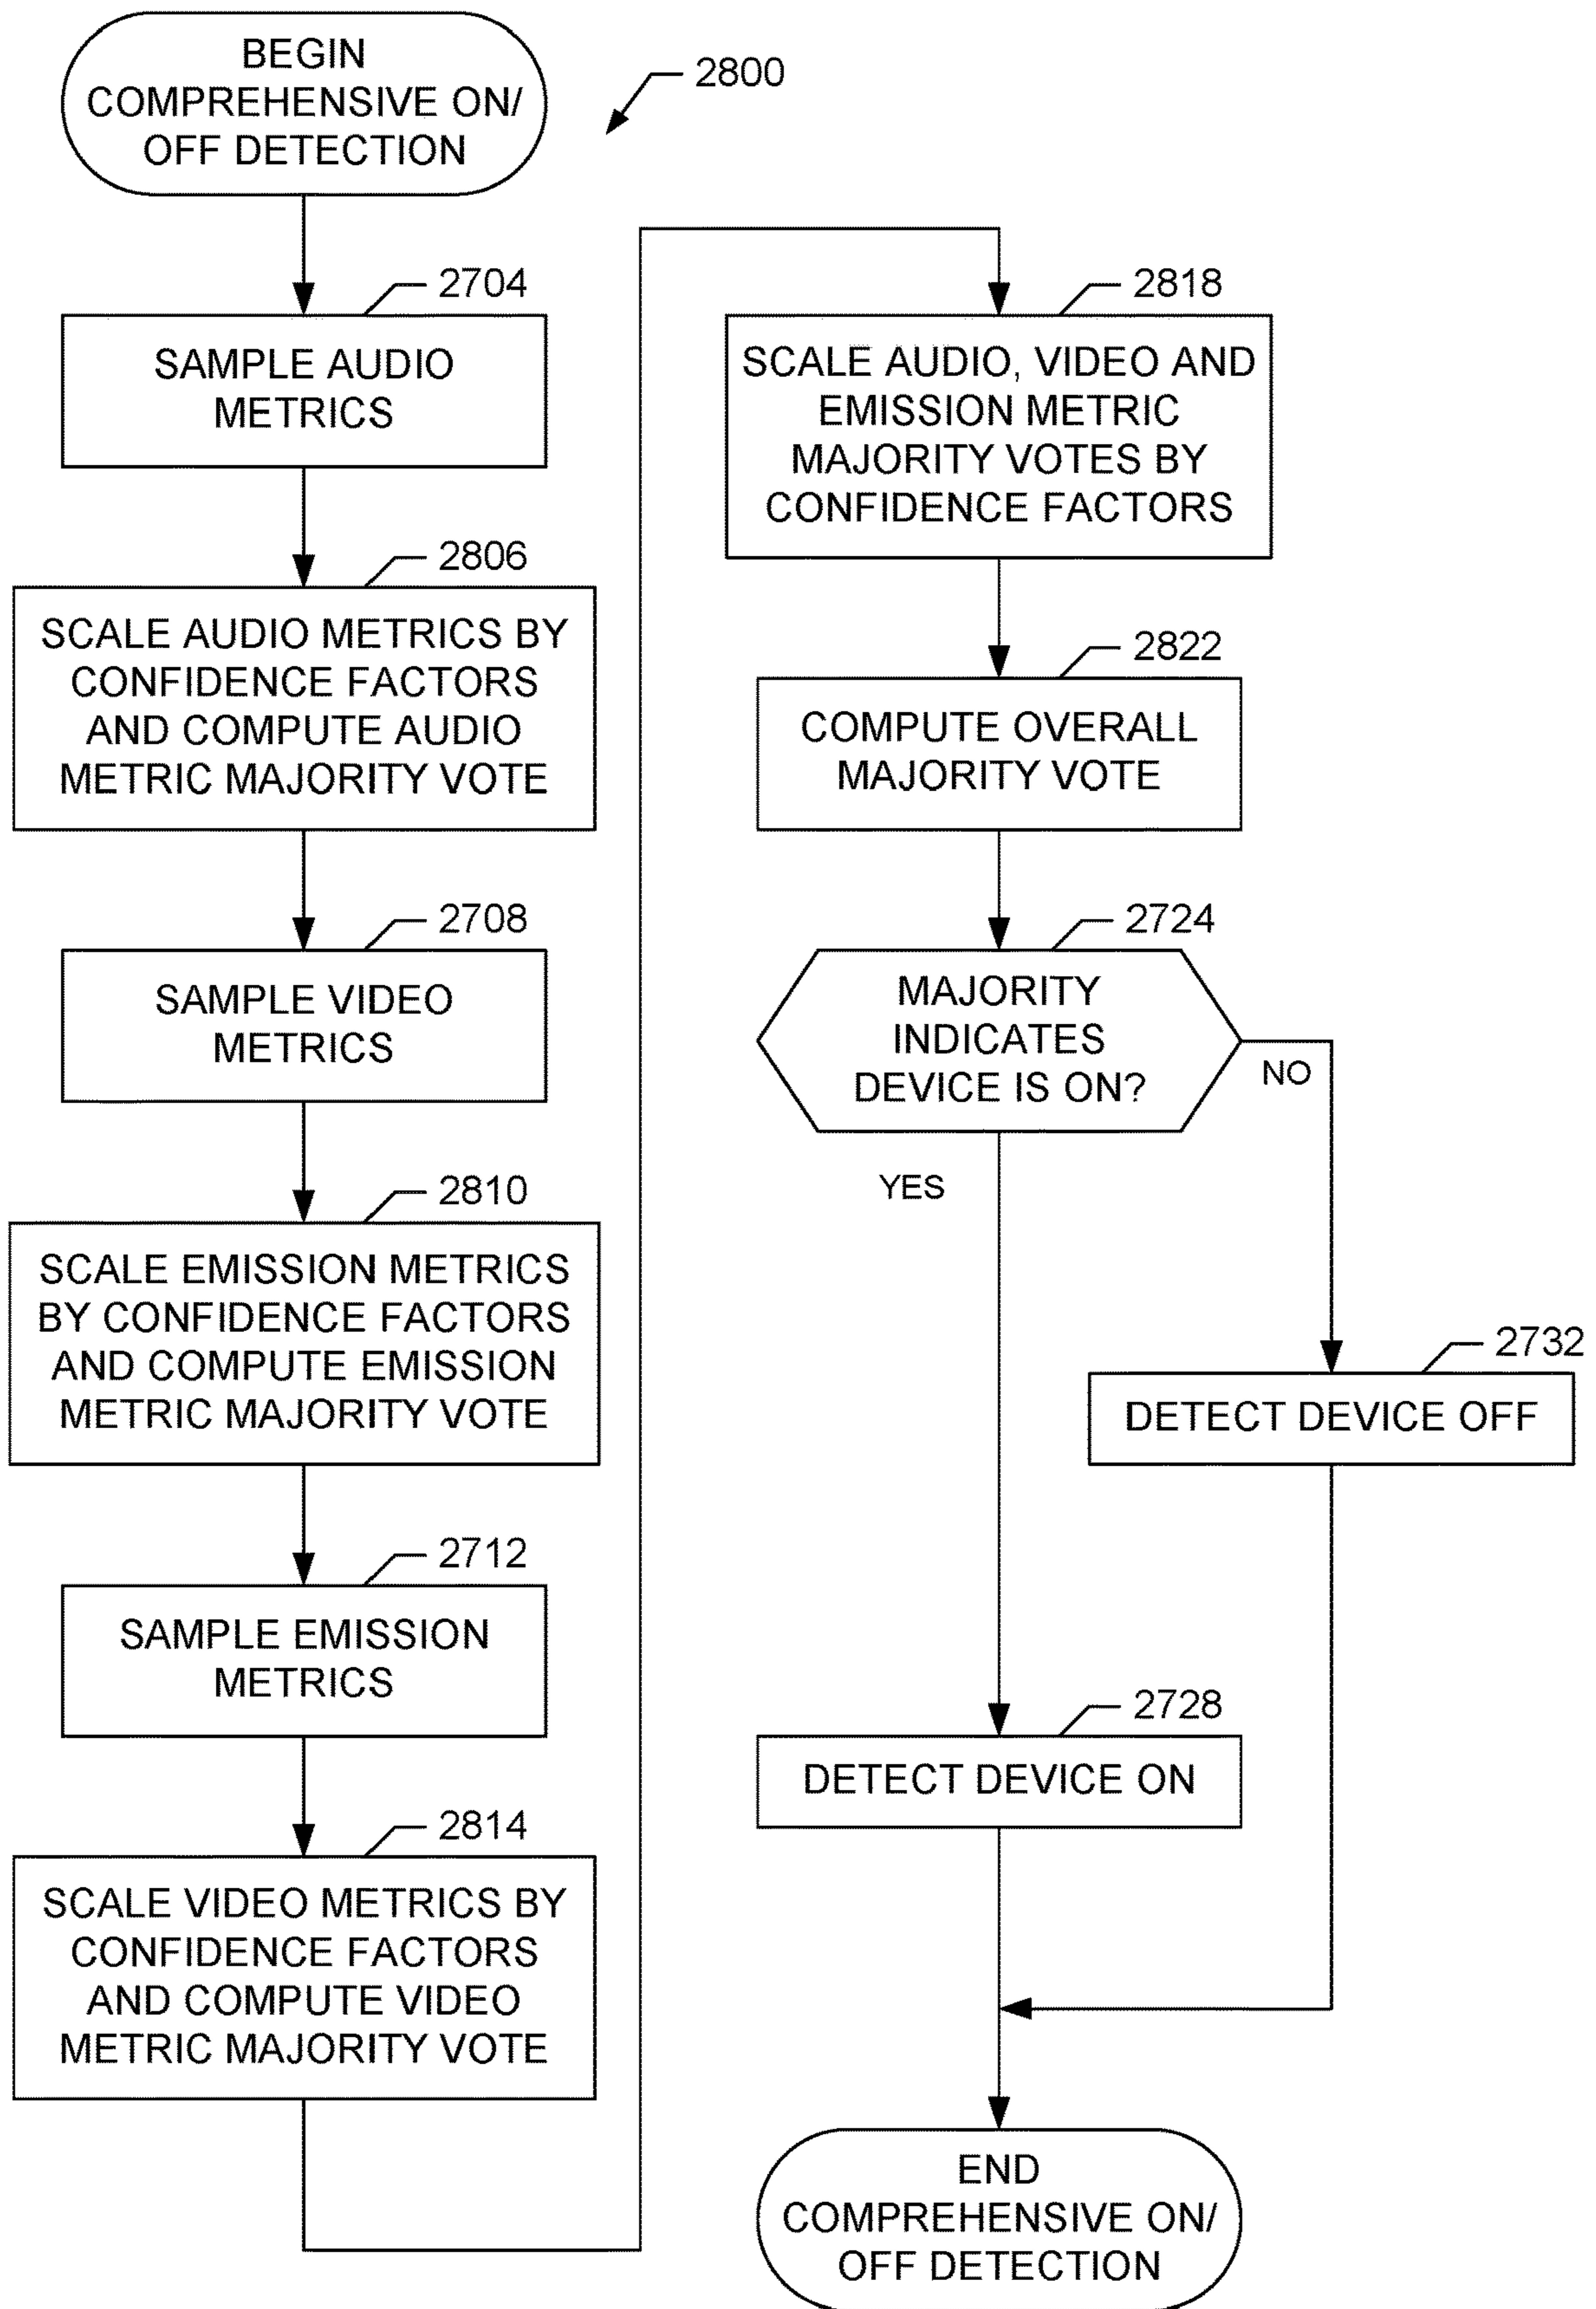 BEGIN
COMPREHENSIVE ON/
OFF DETECTION
2800
2704
SAMPLE AUDIO
METRICS
2806
SCALE AUDIO METRICS BY
CONFIDENCE FACTORS
AND COMPUTE AUDIO
METRIC MAJORITY VOTE
2708
SAMPLE VIDEO
METRICS
2810
SCALE EMISSION METRICS
BY CONFIDENCE FACTORS
AND COMPUTE EMISSION
METRIC MAJORITY VOTE
2712
SAMPLE EMISSION
METRICS
2814
SCALE VIDEO METRICS BY
CONFIDENCE FACTORS
AND COMPUTE VIDEO
METRIC MAJORITY VOTE
2818
SCALE AUDIO, VIDEO AND
EMISSION METRIC
MAJORITY VOTES BY
CONFIDENCE FACTORS
2822
COMPUTE OVERALL
MAJORITY VOTE
2724
MAJORITY
INDICATES
DEVICE IS ON?
NO
YES
2732
DETECT DEVICE OFF
2728
DETECT DEVICE ON
END
COMPREHENSIVE ON/
OFF DETECTION